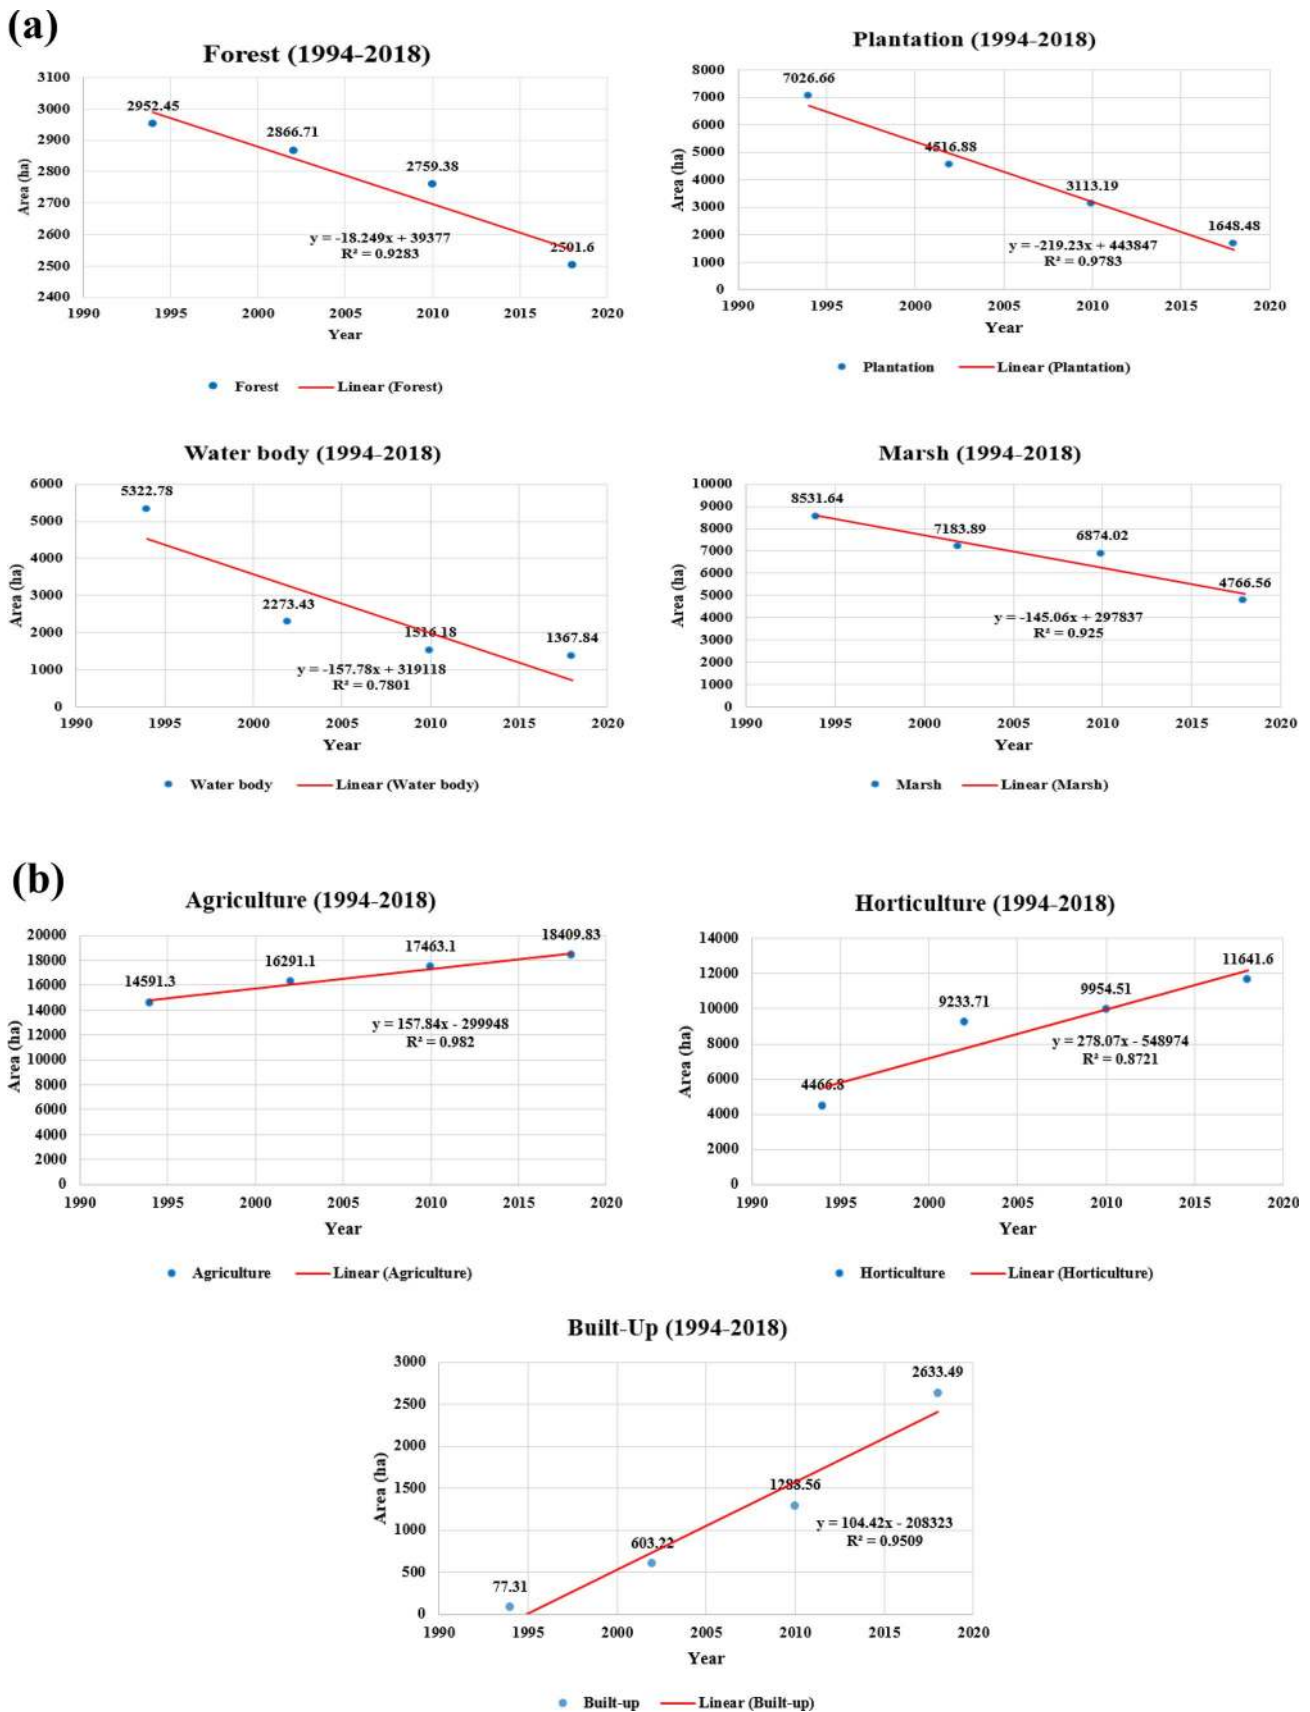 (a)
Forest (1994-2018)
3100
3000
2900
2800
2700
2600
2500
2400
Area (ha)
2952.45
2866.71
2759.38
2501.6
y = -18.249x + 39377
R² = 0.9283
1990 1995 2000 2005 2010 2015 2020
Year
Forest Linear (Forest)
Plantation (1994-2018)
8000
7000
6000
5000
4000
3000
2000
1000
0
Area (ha)
7026.66
4516.88
3113.19
1648.48
y = -219.23x + 443847
R² = 0.9783
1990 1995 2000 2005 2010 2015 2020
Year
Plantation Linear (Plantation)
Water body (1994-2018)
6000
5000
4000
3000
2000
1000
0
Area (ha)
5322.78
2273.43
1516.18
1367.84
y = -157.78x + 319118
R² = 0.7801
1990 1995 2000 2005 2010 2015 2020
Year
Water body Linear (Water body)
Marsh (1994-2018)
10000
9000
8000
7000
6000
5000
4000
3000
2000
1000
0
Area (ha)
8531.64
7183.89
6874.02
4766.56
y = -145.06x + 297837
R² = 0.925
1990 1995 2000 2005 2010 2015 2020
Year
Marsh Linear (Marsh)
(b)
Agriculture (1994-2018)
20000
18000
16000
14000
12000
10000
8000
6000
4000
2000
0
Area (ha)
14591.3
16291.1
17463.1
18409.83
y = 157.84x - 299948
R² = 0.982
1990 1995 2000 2005 2010 2015 2020
Year
Agriculture Linear (Agriculture)
Horticulture (1994-2018)
14000
12000
10000
8000
6000
4000
2000
0
Area (ha)
4466.8
9233.71
9954.51
11641.6
y = 278.07x - 548974
R² = 0.8721
1990 1995 2000 2005 2010 2015 2020
Year
Horticulture Linear (Horticulture)
Built-Up (1994-2018)
3000
2500
2000
1500
1000
500
0
Area (ha)
77.31
603.22
1288.56
2633.49
y = 104.42x - 208323
R² = 0.9509
1990 1995 2000 2005 2010 2015 2020
Year
Built-up Linear (Built-up)